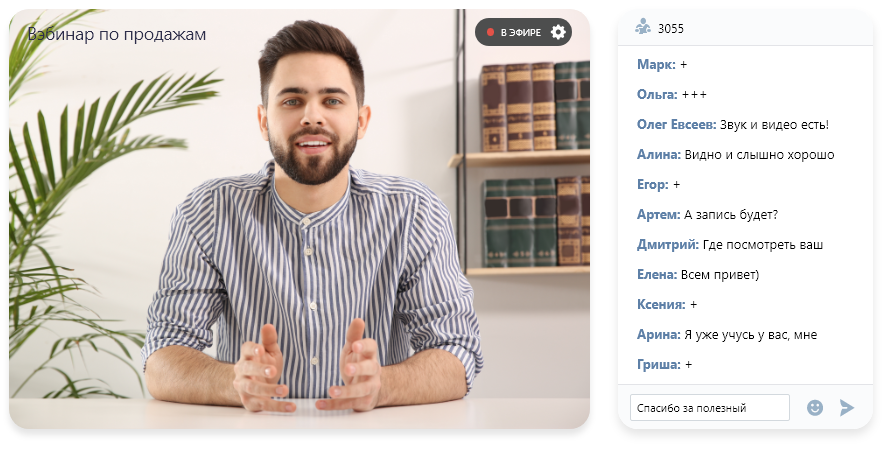 Вэбинар по продажам
В ЭФИРЕ
3055
Марк: +
Ольга: +++
Олег Евсеев: Звук и видео есть!
Алина: Видно и слышно хорошо
Егор: +
Артем: А запись будет?
Дмитрий: Где посмотреть ваш
Елена: Всем привет)
Ксения: +
Арина: Я уже учусь у вас, мне
Гриша: +
Спасибо за полезный